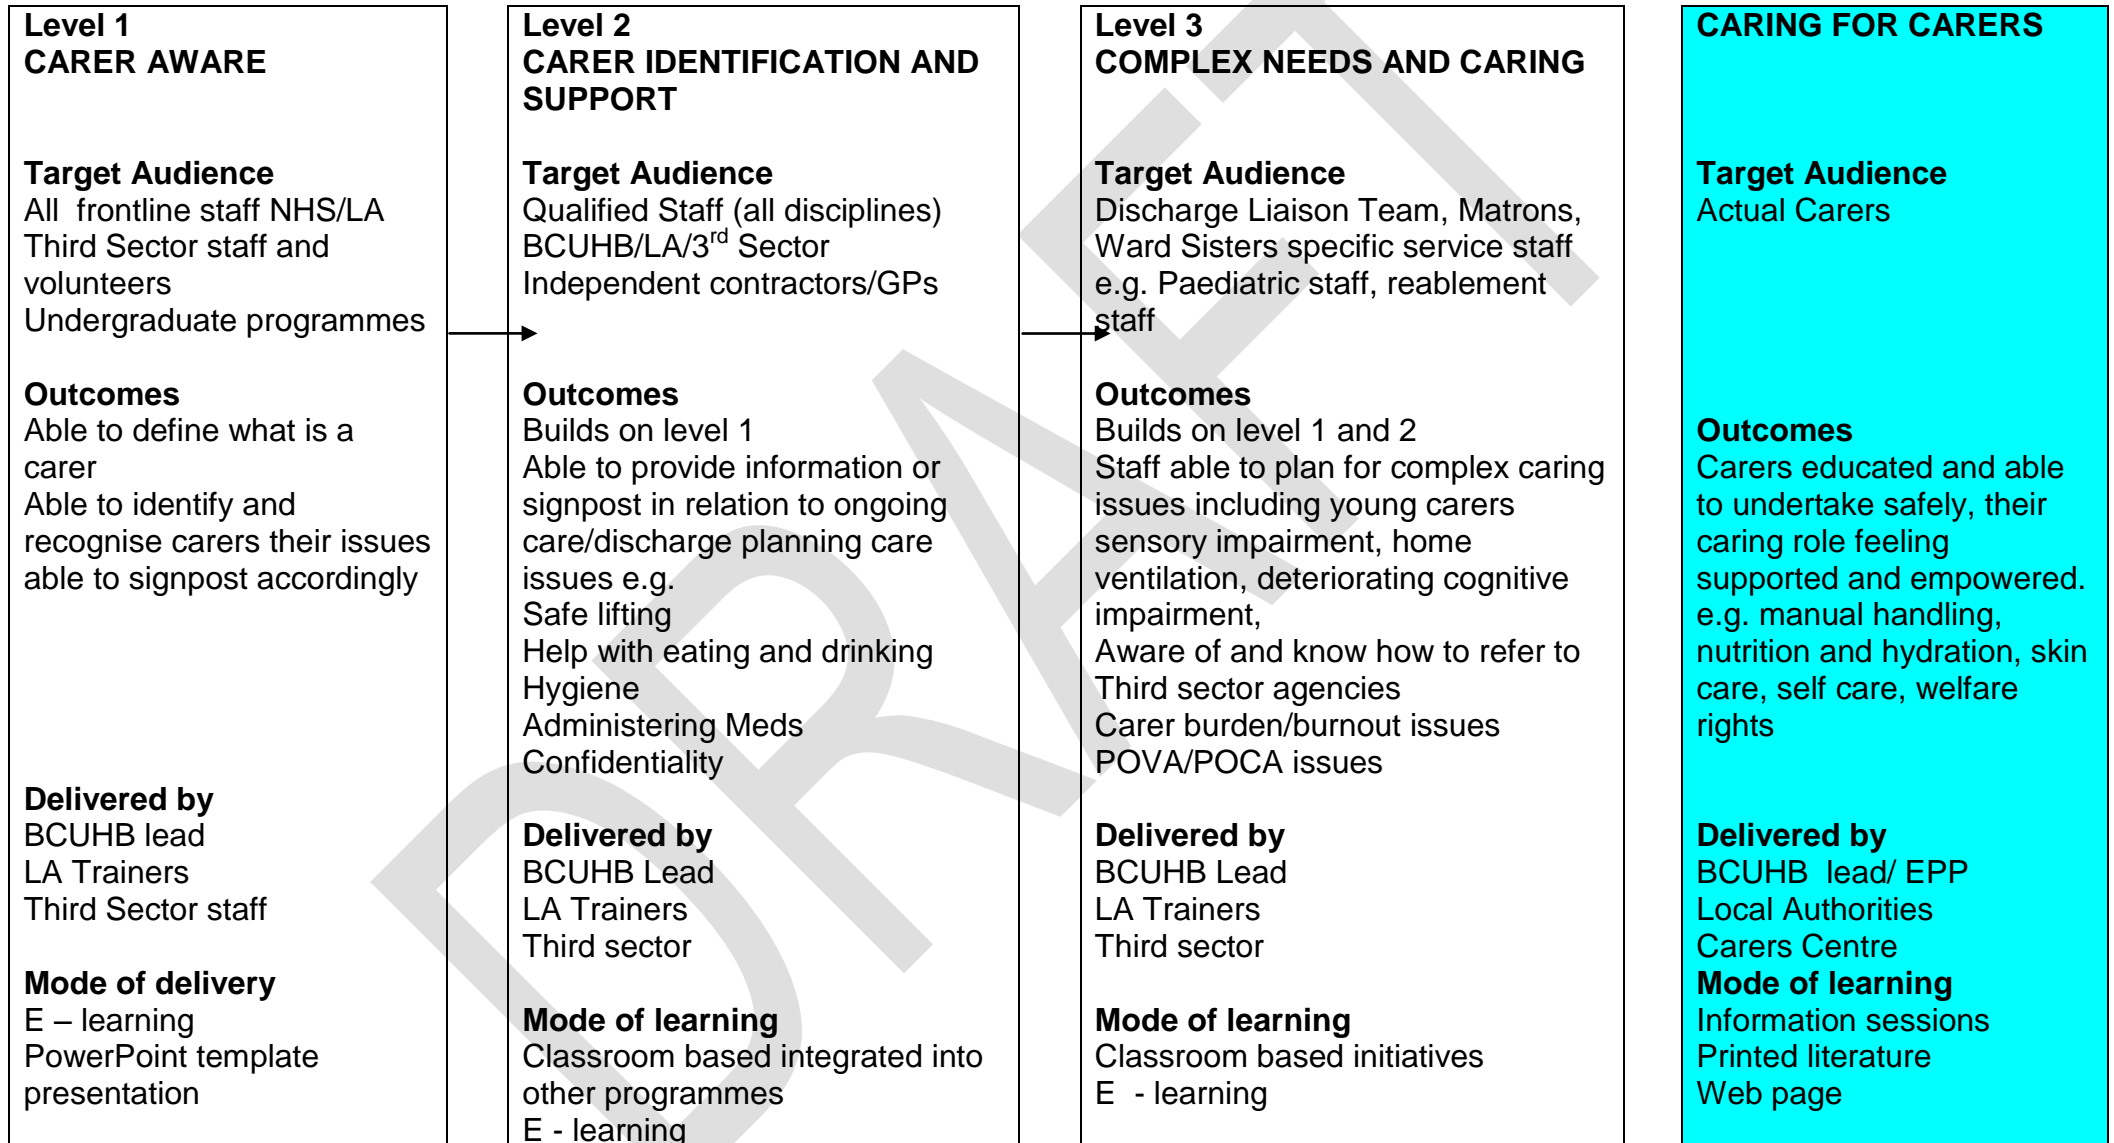 Level 1
CARER AWARE
Target Audience
All  frontline staff NHS/LA
Third Sector staff and
volunteers
Undergraduate programmes
Outcomes
Able to define what is a
carer
Able to identify and
recognise carers their issues
able to signpost accordingly
Delivered by
BCUHB lead
LA Trainers
Third Sector staff
Mode of delivery
E – learning
PowerPoint template
presentation
Level 2
CARER IDENTIFICATION AND
SUPPORT
Target Audience
Qualified Staff (all disciplines)
BCUHB/LA/3rd Sector
Independent contractors/GPs
Outcomes
Builds on level 1
Able to provide information or
signpost in relation to ongoing
care/discharge planning care
issues e.g.
Safe lifting
Help with eating and drinking
Hygiene
Administering Meds
Confidentiality
Delivered by
BCUHB Lead
LA Trainers
Third sector
Mode of learning
Classroom based integrated into
other programmes
E - learning
Level 3
COMPLEX NEEDS AND CARING
Target Audience
Discharge Liaison Team, Matrons,
Ward Sisters specific service staff
e.g. Paediatric staff, reablement
staff
Outcomes
Builds on level 1 and 2
Staff able to plan for complex caring
issues including young carers
sensory impairment, home
ventilation, deteriorating cognitive
impairment,
Aware of and know how to refer to
Third sector agencies
Carer burden/burnout issues
POVA/POCA issues
Delivered by
BCUHB Lead
LA Trainers
Third sector
Mode of learning
Classroom based initiatives
E  - learning
CARING FOR CARERS
Target Audience
Actual Carers
Outcomes
Carers educated and able
to undertake safely, their
caring role feeling
supported and empowered.
e.g. manual handling,
nutrition and hydration, skin
care, self care, welfare
rights
Delivered by
BCUHB  lead/ EPP
Local Authorities
Carers Centre
Mode of learning
Information sessions
Printed literature
Web page
DRAFT